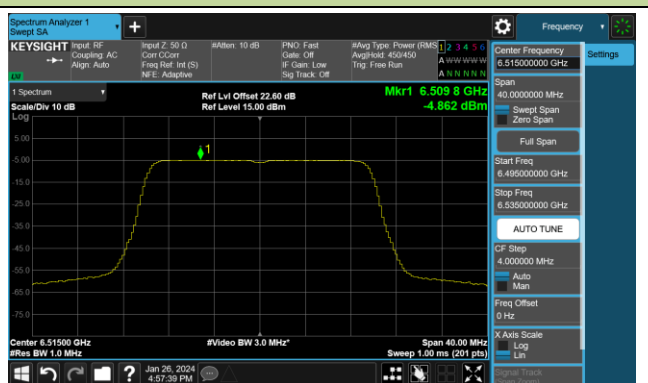 Spectrum Analyzer 1
Swept SA
Frequency
KEYSIGHT
Input: RF
Coupling: AC
Align: Auto
Input Z: 50 Ω
Corr CCorr
Freq Ref: Int (S)
NFE: Adaptive
#Atten: 10 dB
PNO: Fast
Gate: Off
IF Gain: Low
Sig Track: Off
#Avg Type: Power (RMS
Avg|Hold: 450/450
Trig: Free Run
1 2 3 4 5 6
A W W W W W
A N N N N N
1 Spectrum
Scale/Div 10 dB
Log
Ref Lvl Offset 22.60 dB
Ref Level 15.00 dBm
Mkr1 6.509 8 GHz
-4.862 dBm
5.00
-5.00
-15.0
-25.0
-35.0
-45.0
-55.0
-65.0
-75.0
1
Center 6.51500 GHz
#Res BW 1.0 MHz
#Video BW 3.0 MHz*
Span 40.00 MHz
Sweep 1.00 ms (201 pts)
Center Frequency
6.515000000 GHz
Settings
Span
40.0000000 MHz
Swept Span
Zero Span
Full Span
Start Freq
6.495000000 GHz
Stop Freq
6.535000000 GHz
AUTO TUNE
CF Step
4.000000 MHz
Auto
Man
Freq Offset
0 Hz
X Axis Scale
Log
Lin
Signal Track
(Span Zoom)
Jan 26, 2024
4:57:39 PM